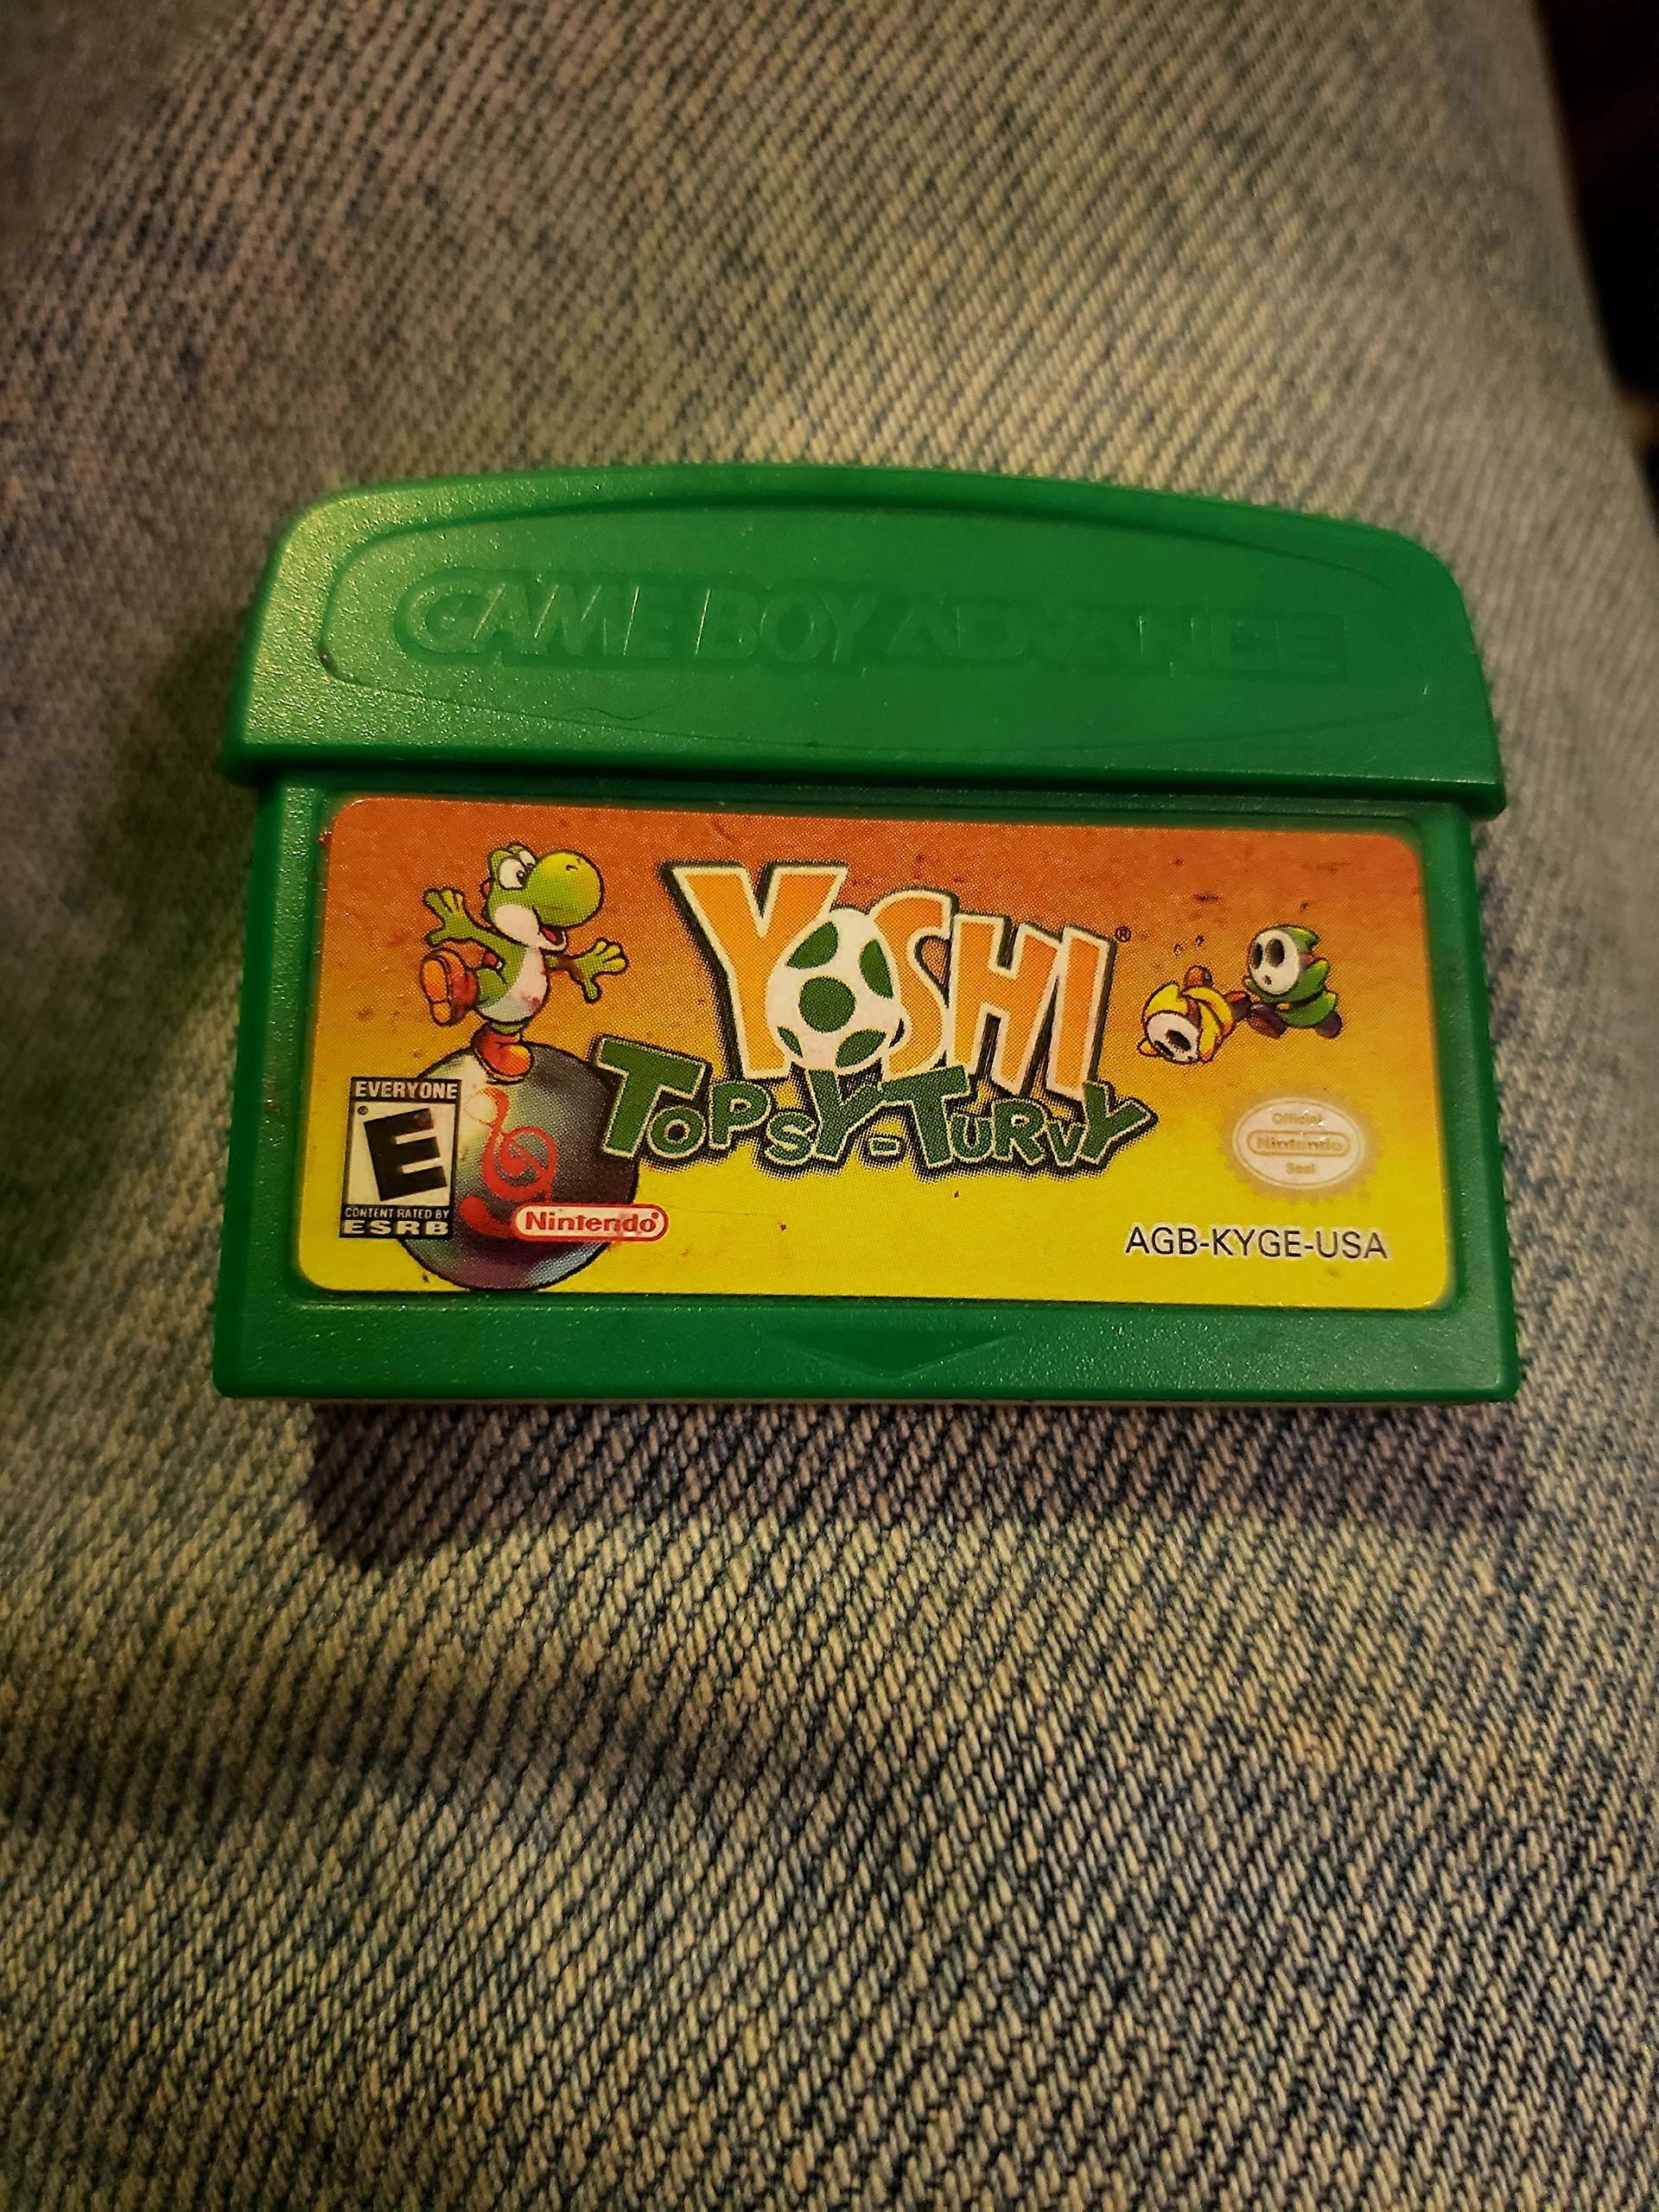 GAME BOY ADVANCE
YOSHI®
TOPSY-TURVY
EVERYONE
E
CONTENT RATED BY
ESRB
Nintendo
Official
Nintendo
Seal
AGB-KYGE-USA